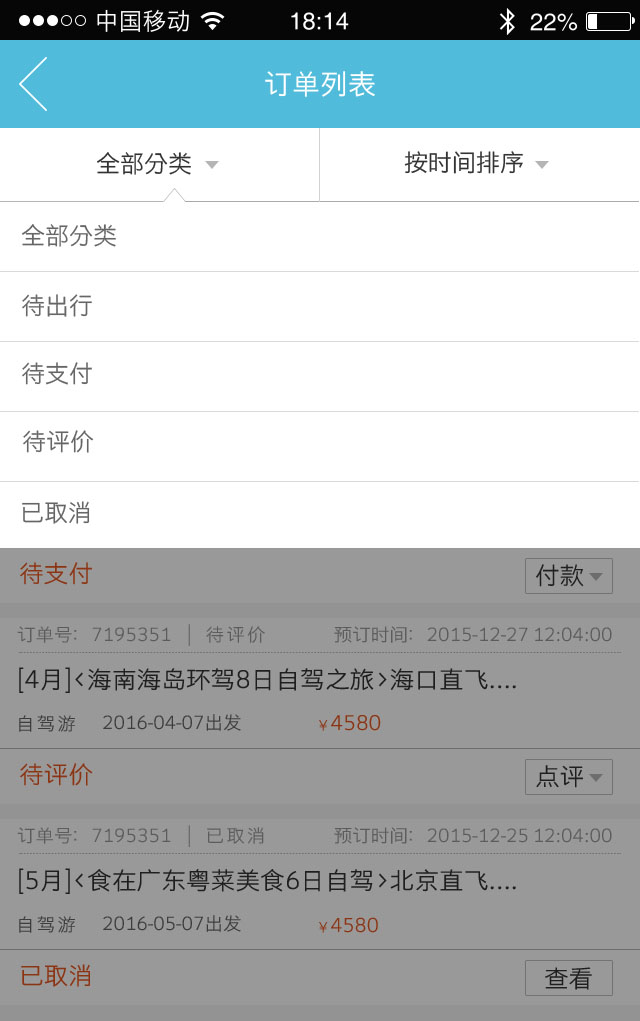 中国移动 18:14 22%
订单列表
全部分类 按时间排序
全部分类
待出行
待支付
待评价
已取消
待支付 付款
订单号: 7195351 | 待评价 预订时间: 2015-12-27 12:04:00
[4月]<海南海岛环驾8日自驾之旅>海口直飞....
自驾游 2016-04-07出发 ¥4580
待评价 点评
订单号: 7195351 | 已取消 预订时间: 2015-12-25 12:04:00
[5月]<食在广东粤菜美食6日自驾>北京直飞....
自驾游 2016-05-07出发 ¥4580
已取消 查看